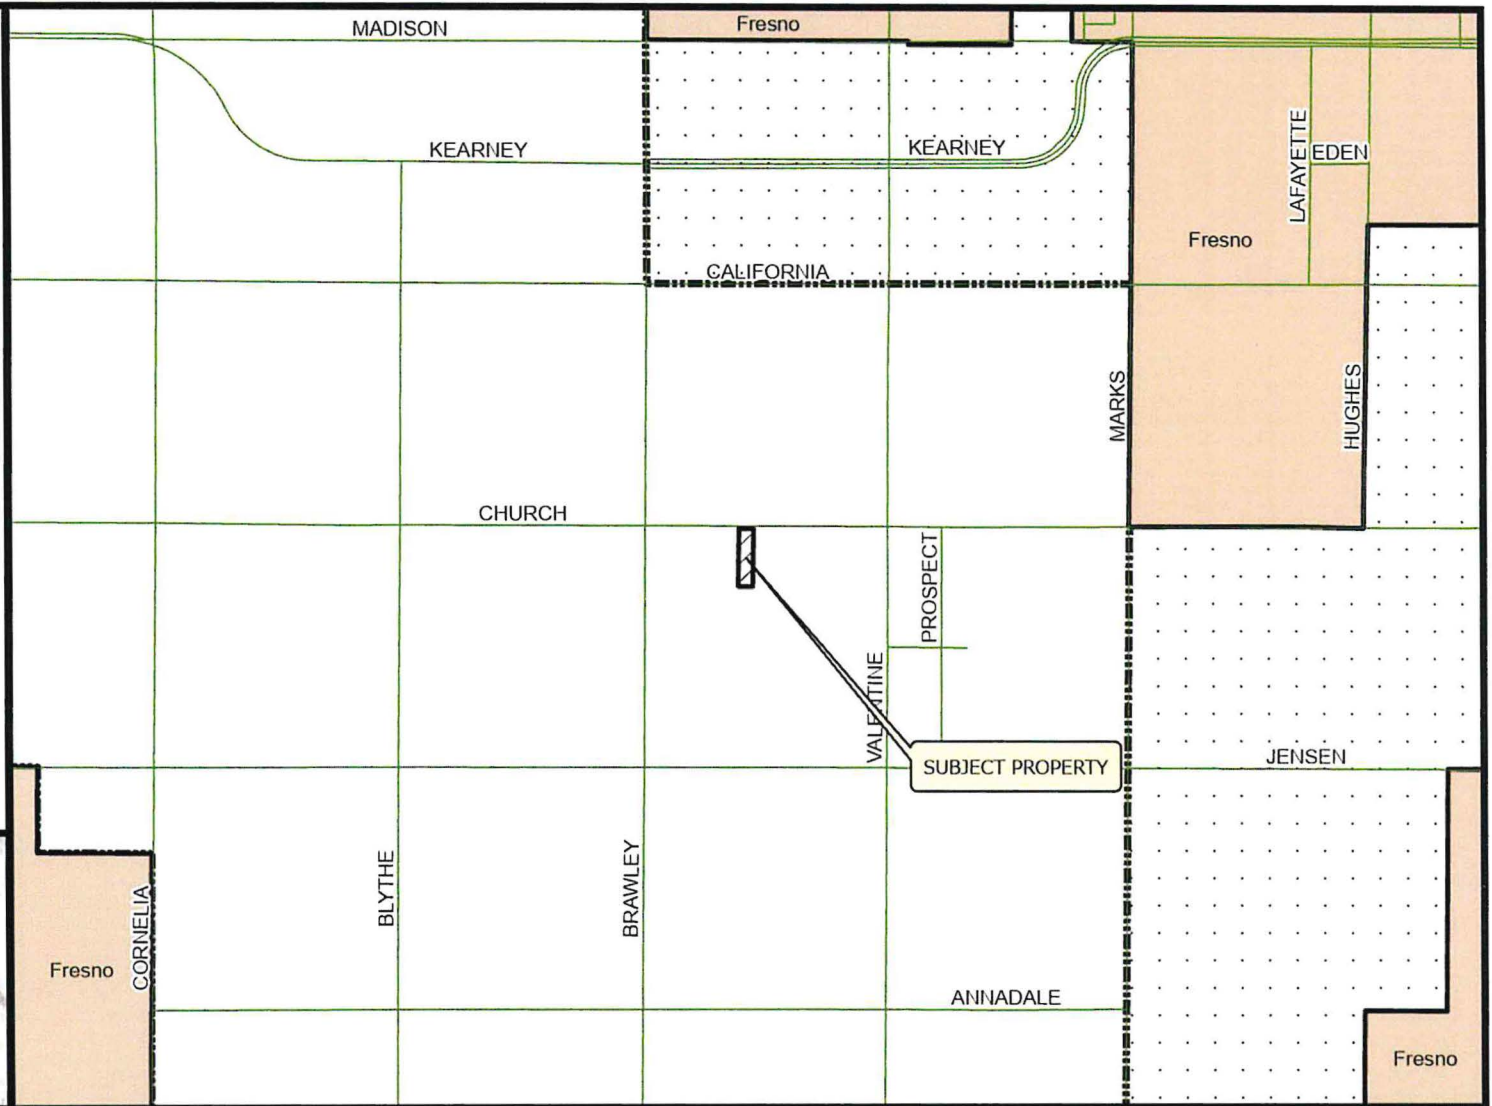 MADISON
Fresno
KEARNEY
KEARNEY
LAFAYETTE
EDEN
Fresno
CALIFORNIA
MARKS
HUGHES
CHURCH
PROSPECT
VALENTINE
SUBJECT PROPERTY
JENSEN
BLYTHE
BRAWLEY
CORNELIA
Fresno
ANNADALE
Fresno